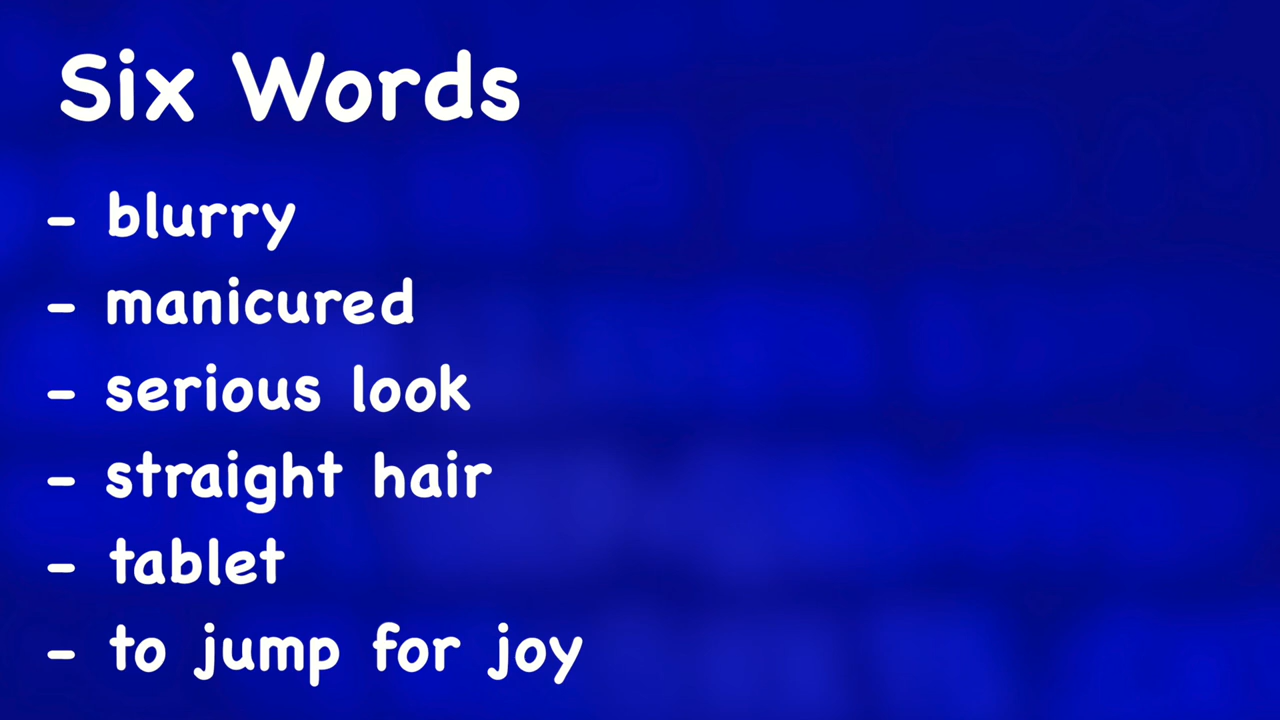 Six Words
- blurry
- manicured
- serious look
- straight hair
- tablet
- to jump for joy